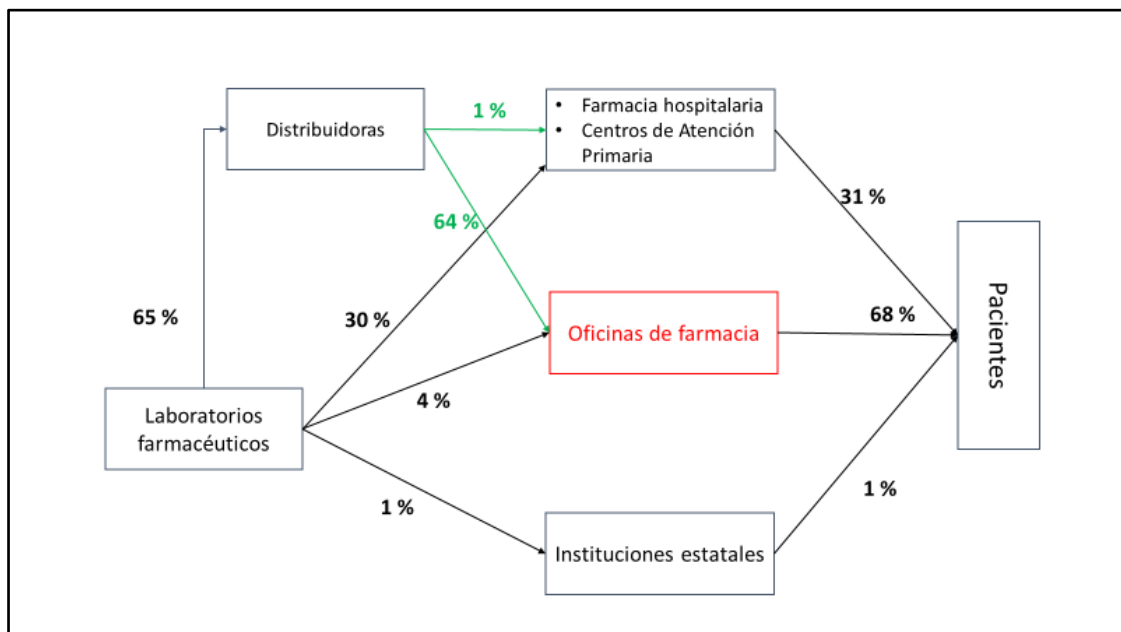 1 %
Distribuidoras
• Farmacia hospitalaria
• Centros de Atención
Primaria
64 %
31 %
65 %
30 %
Oficinas de farmacia
68 %
Pacientes
4 %
Laboratorios
farmacéuticos
1 %
1 %
Instituciones estatales